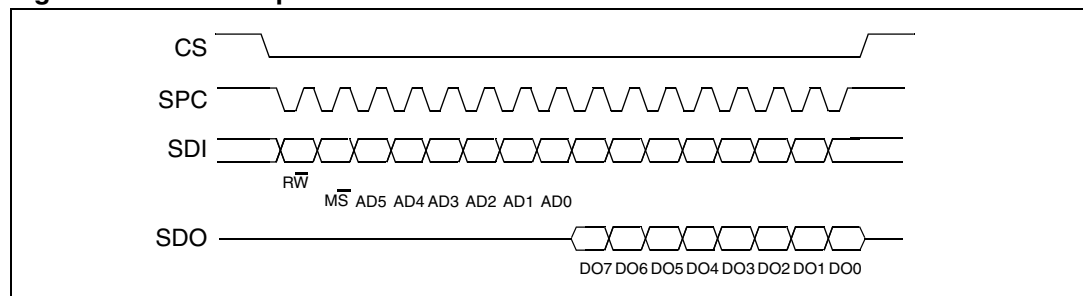 CS
SPC
SDI
RW̅
MS̅ AD5 AD4 AD3 AD2 AD1 AD0
SDO
DO7 DO6 DO5 DO4 DO3 DO2 DO1 DO0